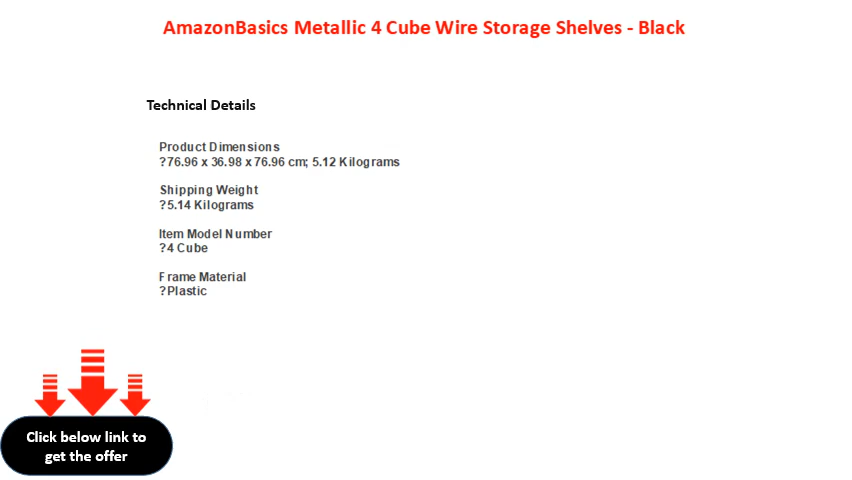 AmazonBasics Metallic 4 Cube Wire Storage Shelves - Black
Technical Details
Product Dimensions
?76.96 x 36.98 x 76.96 cm; 5.12 Kilograms
Shipping Weight
?5.14 Kilograms
Item Model Number
?4 Cube
Frame Material
?Plastic
Click below link to
get the offer